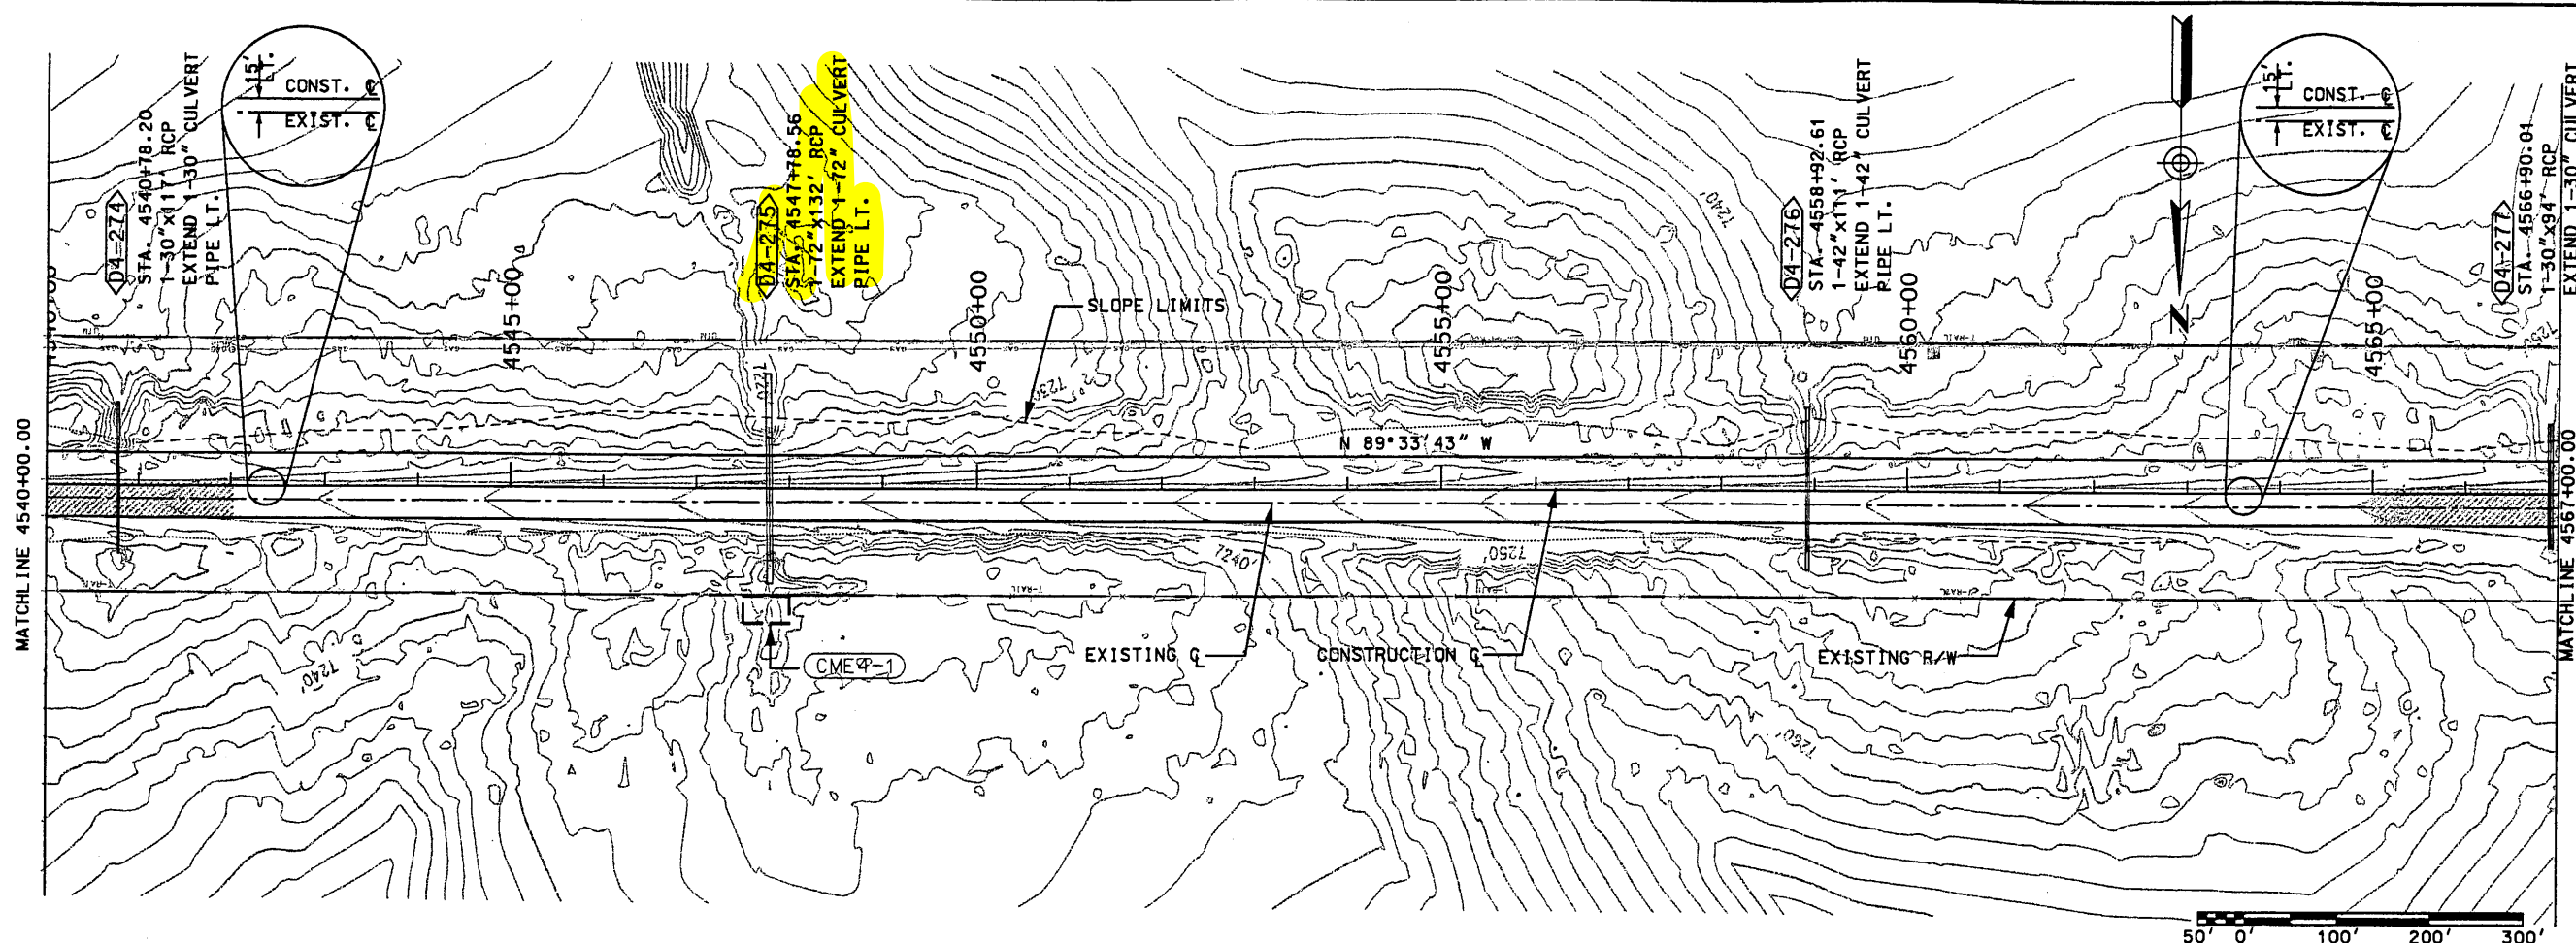 MATCHLINE 4540+00.00
D4-274
STA. 4540+78.20
1-30"x117' RCP
EXTEND 1-30" CULVERT
PIPE LT.
15'
LT.
CONST. ℄
EXIST. ℄
4545+00
D4-275
STA. 4547+78.56
1-72"x132' RCP
EXTEND 1-72" CULVERT
PIPE LT.
7220
4550+00
SLOPE LIMITS
7230'
4555+00
N 89°33'43" W
7240'
D4-276
STA. 4558+92.61
1-42"x111' RCP
EXTEND 1-42" CULVERT
PIPE LT.
4560+00
N
15'
LT.
CONST. ℄
EXIST. ℄
4565+00
D4-277
STA. 4566+90.01
1-30"x94' RCP
EXTEND 1-30" CULVERT
MATCHLINE 4567+00.00
7240'
7250'
7240'
EXISTING ℄
CONSTRUCTION ℄
EXISTING R/W
7250'
50' 0' 100' 200' 300'